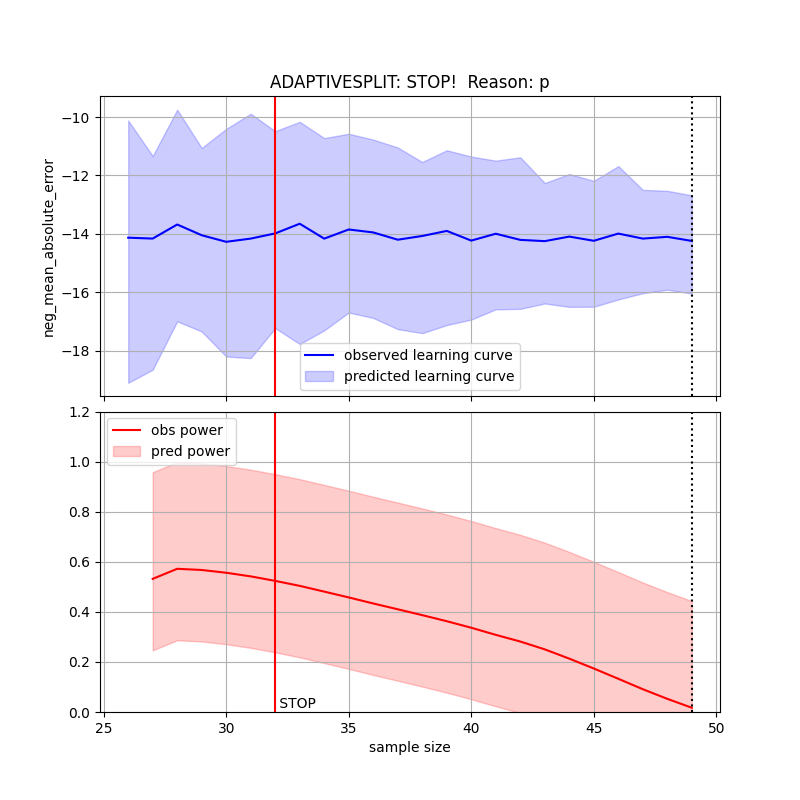 ADAPTIVESPLIT: STOP!  Reason: p
neg_mean_absolute_error
−10
−12
−14
−16
−18
observed learning curve
predicted learning curve
1.2
1.0
0.8
0.6
0.4
0.2
0.0
obs power
pred power
STOP
25
30
35
40
45
50
sample size